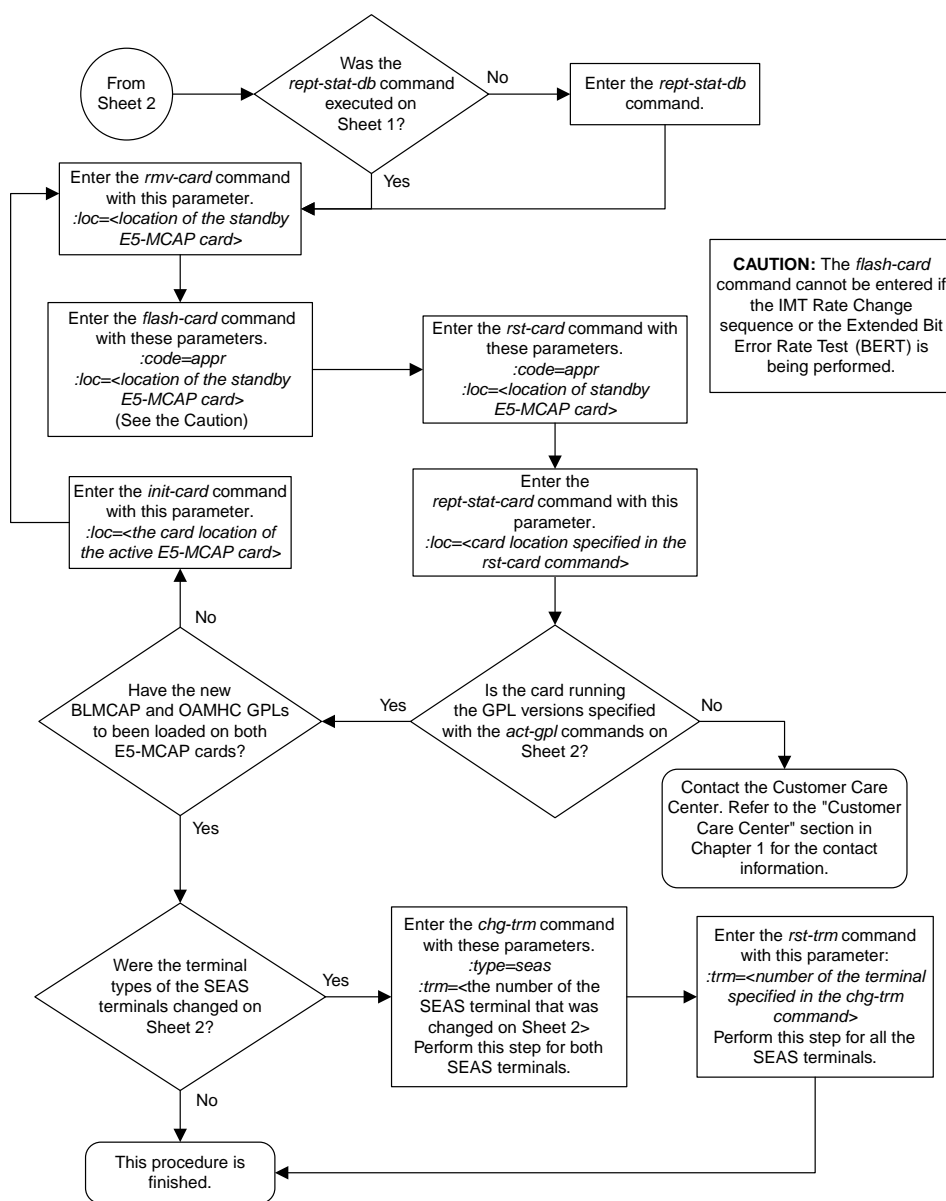 From
Sheet 2
Was the
rept-stat-db command
executed on
Sheet 1?
No
Yes
Enter the rept-stat-db
command.
Enter the rmv-card command
with this parameter.
:loc=<location of the standby
E5-MCAP card>
CAUTION: The flash-card
command cannot be entered if
the IMT Rate Change
sequence or the Extended Bit
Error Rate Test (BERT) is
being performed.
Enter the flash-card command
with these parameters.
:code=appr
:loc=<location of the standby
E5-MCAP card>
(See the Caution)
Enter the rst-card command with
these parameters.
:code=appr
:loc=<location of standby
E5-MCAP card>
Enter the init-card command
with this parameter.
:loc=<the card location of
the active E5-MCAP card>
Enter the
rept-stat-card command with this
parameter.
:loc=<card location specified in the
rst-card command>
No
Have the new
BLMCAP and OAMHC GPLs
to been loaded on both
E5-MCAP cards?
Yes
Yes
Is the card running
the GPL versions specified
with the act-gpl commands on
Sheet 2?
No
Contact the Customer Care
Center. Refer to the "Customer
Care Center" section in
Chapter 1 for the contact
information.
Were the terminal
types of the SEAS
terminals changed on
Sheet 2?
Yes
No
Enter the chg-trm command
with these parameters.
:type=seas
:trm=<the number of the
SEAS terminal that was
changed on Sheet 2>
Perform this step for both
SEAS terminals.
Enter the rst-trm command
with this parameter:
:trm=<number of the terminal
specified in the chg-trm
command>
Perform this step for all the
SEAS terminals.
This procedure is
finished.